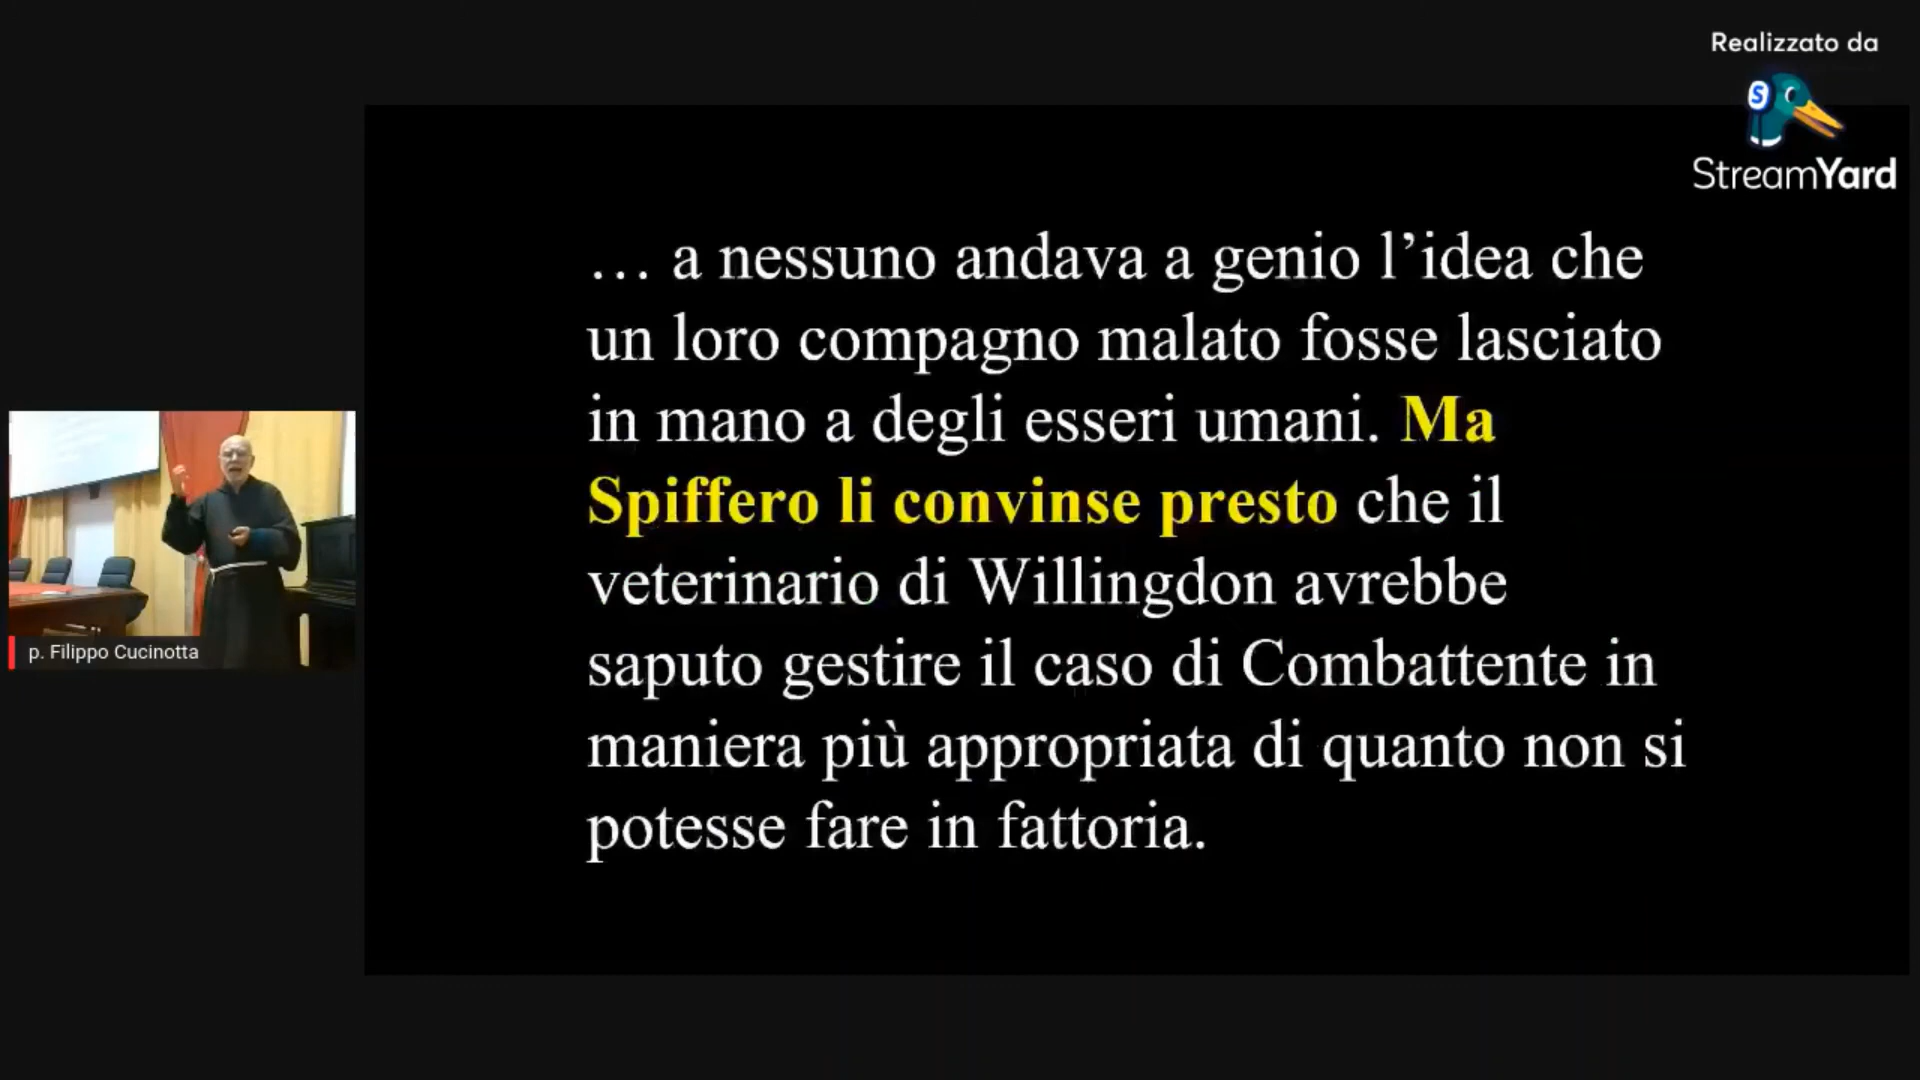 Realizzato da
S
StreamYard
… a nessuno andava a genio l’idea che
un loro compagno malato fosse lasciato
in mano a degli esseri umani. Ma
Spiffero li convinse presto che il
veterinario di Willingdon avrebbe
saputo gestire il caso di Combattente in
maniera più appropriata di quanto non si
potesse fare in fattoria.
p. Filippo Cucinotta